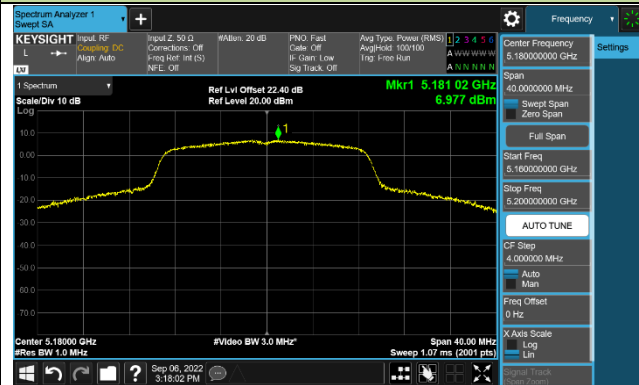 Spectrum Analyzer 1
Swept SA
Frequency
Settings
KEYSIGHT
L
LXI
Input: RF
Coupling: DC
Align: Auto
Input Z: 50 Ω
Corrections: Off
Freq Ref: Int (S)
NFE: Off
#Atten: 20 dB
PNO: Fast
Gate: Off
IF Gain: Low
Sig Track: Off
Avg Type: Power (RMS)
Avg|Hold: 100/100
Trig: Free Run
1 2 3 4 5 6
A W W W W W
A N N N N N
1 Spectrum
Scale/Div 10 dB
Log
Ref Lvl Offset 22.40 dB
Ref Level 20.00 dBm
Mkr1 5.181 02 GHz
6.977 dBm
1
10.0
0.00
-10.0
-20.0
-30.0
-40.0
-50.0
-60.0
-70.0
Center 5.18000 GHz
#Res BW 1.0 MHz
#Video BW 3.0 MHz*
Span 40.00 MHz
Sweep 1.07 ms (2001 pts)
Center Frequency
5.180000000 GHz
Span
40.0000000 MHz
Swept Span
Zero Span
Full Span
Start Freq
5.160000000 GHz
Stop Freq
5.200000000 GHz
AUTO TUNE
CF Step
4.000000 MHz
Auto
Man
Freq Offset
0 Hz
X Axis Scale
Log
Lin
Signal Track
(Span Zoom)
Sep 06, 2022
3:18:02 PM